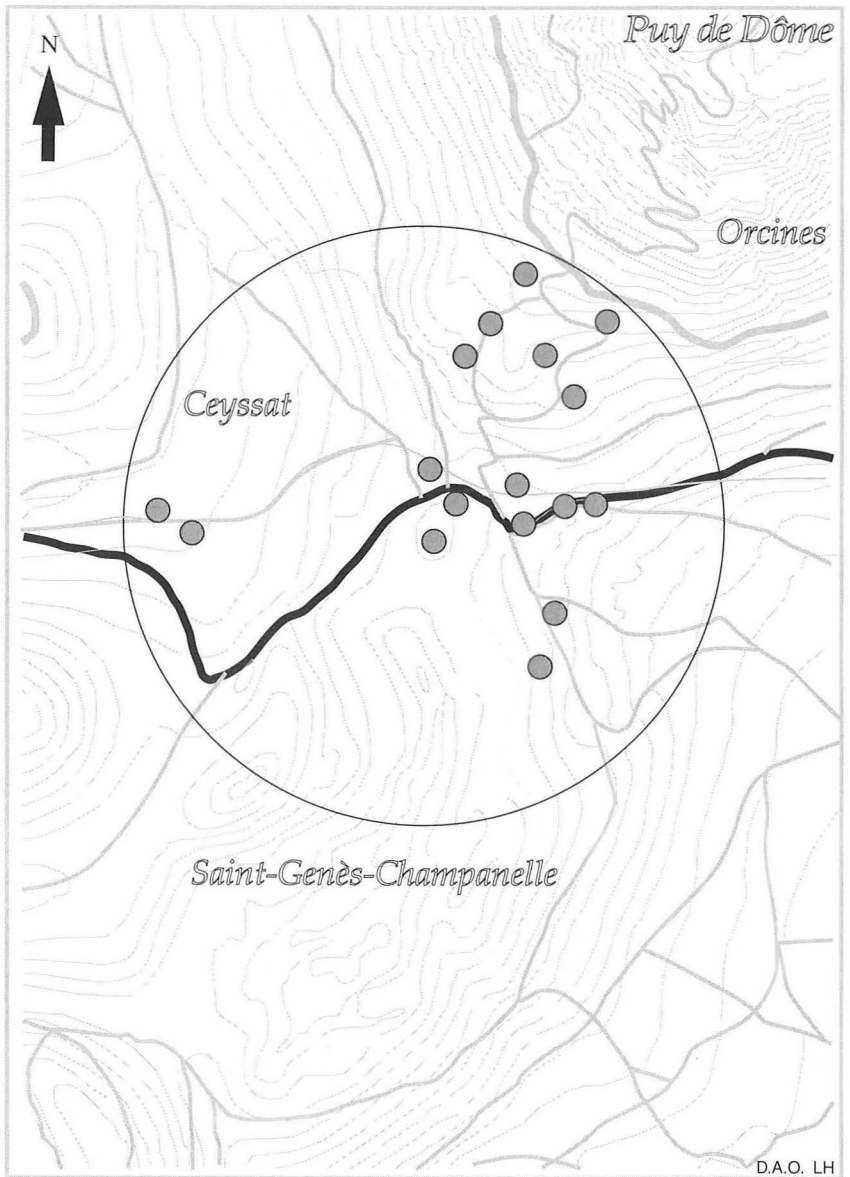 Puy de Dôme
N
Orcines
Ceyssat
Saint-Genès-Champanelle
D.A.O. LH